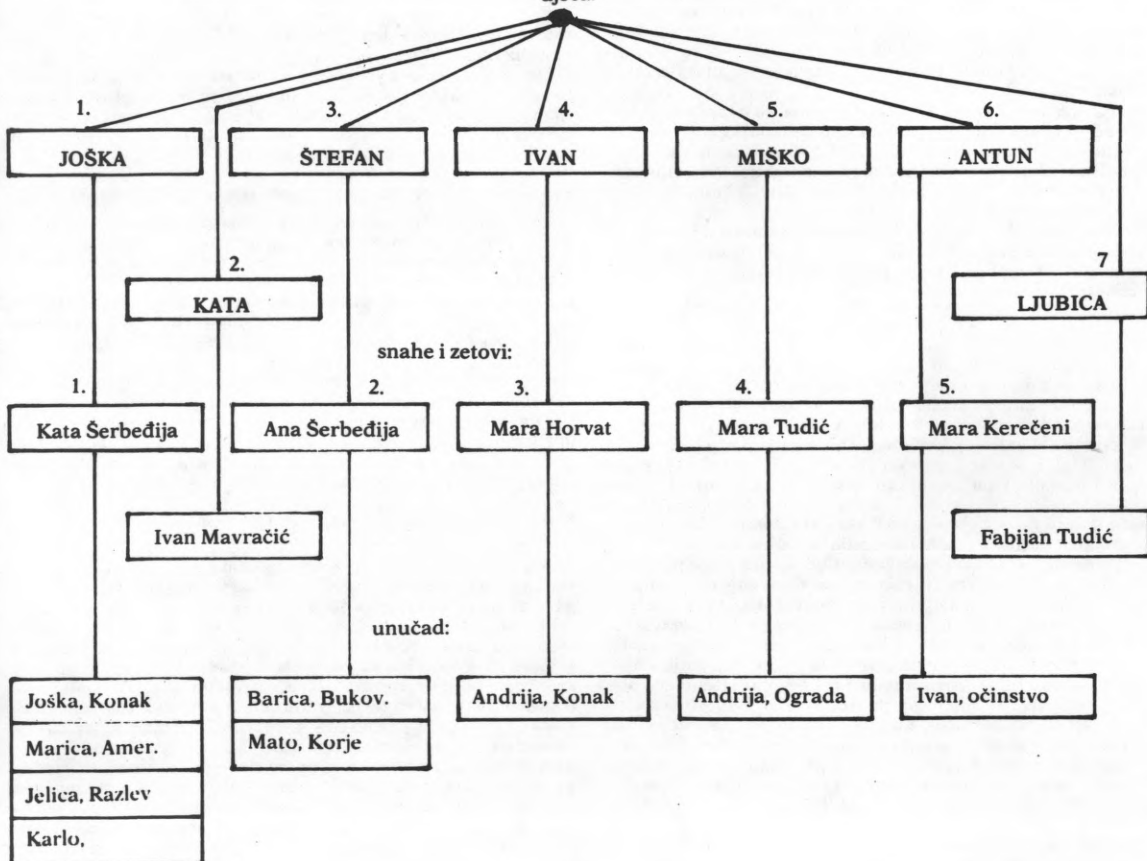 1.
3.
4.
5.
6.
JOŠKA
ŠTEFAN
IVAN
MIŠKO
ANTUN
2.
7
KATA
LJUBICA
snahe i zetovi:
1.
2.
3.
4.
5.
Kata Šerbeđija
Ana Šerbeđija
Mara Horvat
Mara Tudić
Mara Kerečeni
Ivan Mavračić
Fabijan Tudić
unučad:
Joška, Konak
Barica, Bukov.
Andrija, Konak
Andrija, Ograda
Ivan, očinstvo
Marica, Amer.
Mato, Korje
Jelica, Razlev
Karlo,